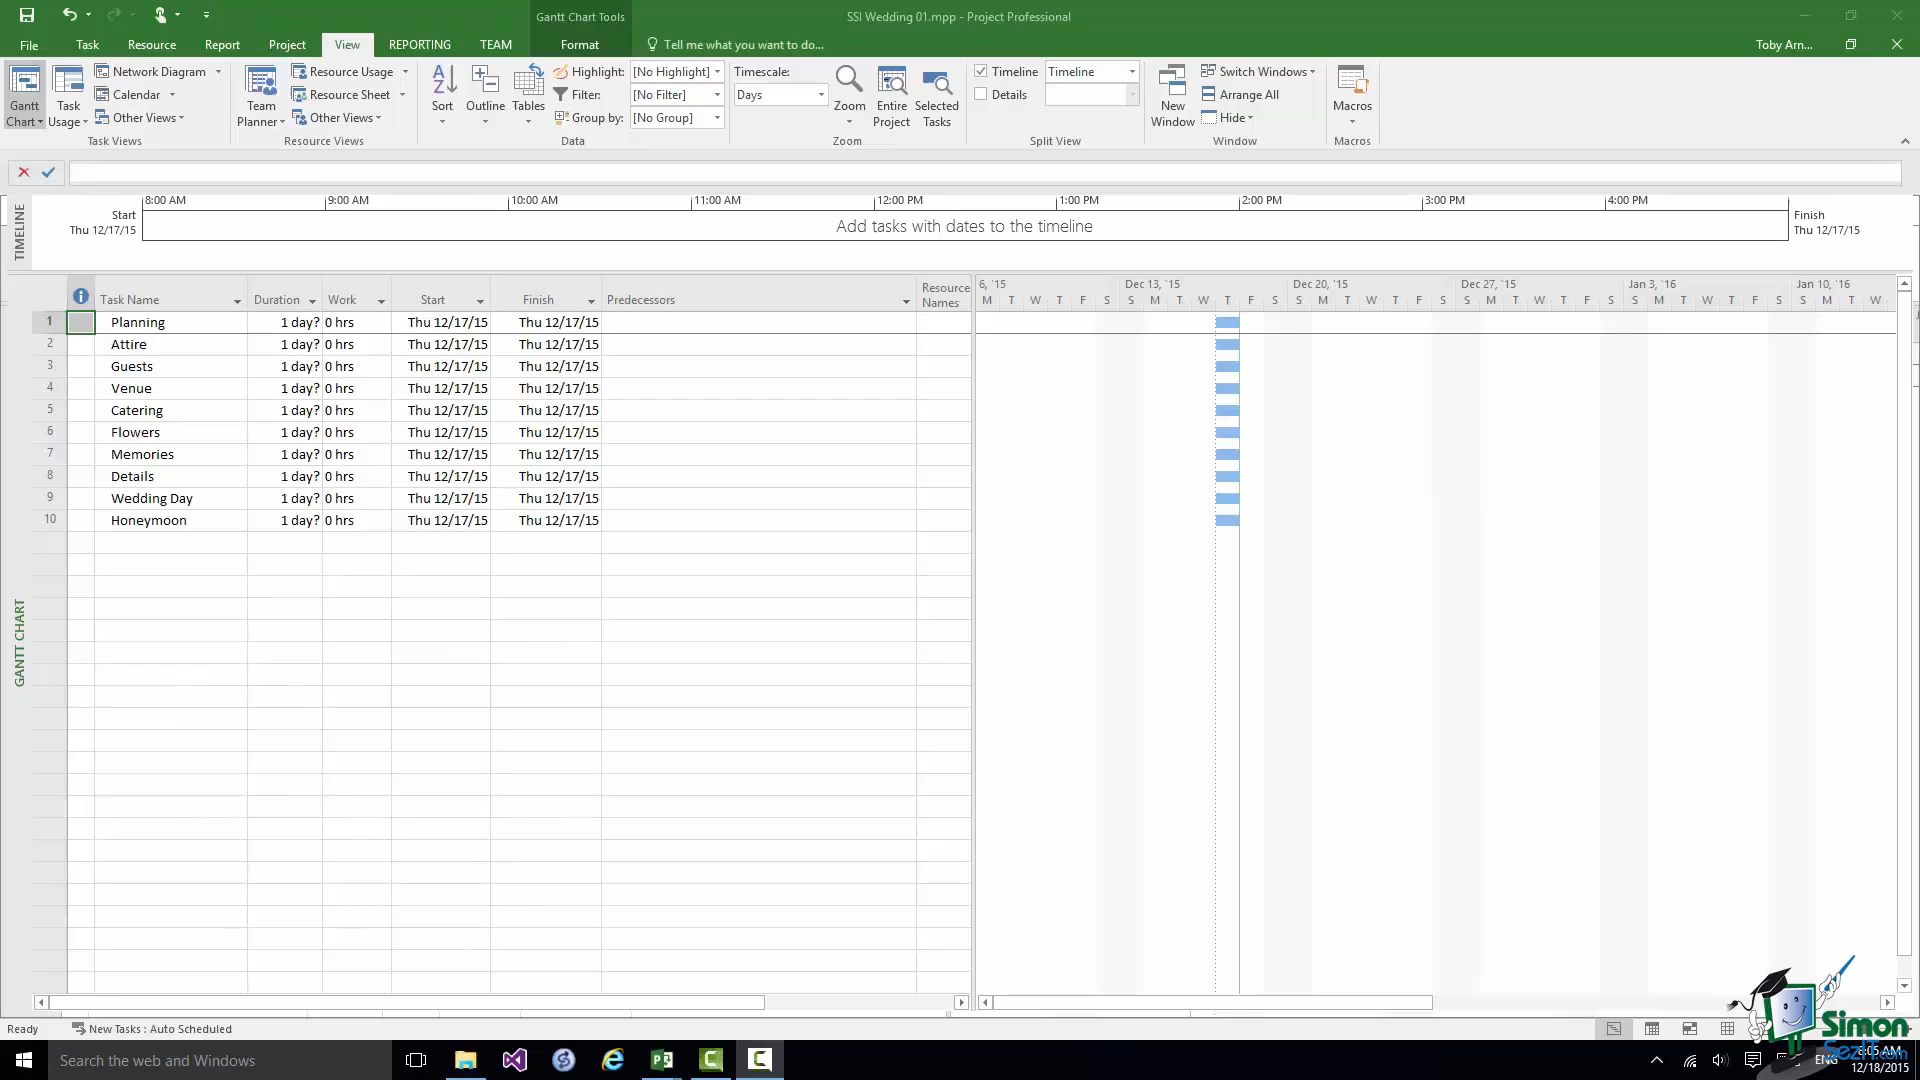 Gantt Chart Tools
SSI Wedding 01.mpp - Project Professional
File Task Resource Report Project View REPORTING TEAM Format Tell me what you want to do... Toby Arn...
Gantt Chart
Task Usage
Network Diagram
Calendar
Other Views
Task Views
Team Planner
Resource Usage
Resource Sheet
Other Views
Resource Views
Sort
Outline
Tables
Highlight: [No Highlight]
Filter: [No Filter]
Group by: [No Group]
Data
Timescale:
Days
Zoom
Entire Project
Selected Tasks
Zoom
Timeline Timeline
Details
Split View
New Window
Switch Windows
Arrange All
Hide
Window
Macros
Macros
TIMELINE
8:00 AM 9:00 AM 10:00 AM 11:00 AM 12:00 PM 1:00 PM 2:00 PM 3:00 PM 4:00 PM
Start
Thu 12/17/15
Add tasks with dates to the timeline
Finish
Thu 12/17/15
GANTT CHART
Task Name Duration Work Start Finish Predecessors Resource Names
6, '15 Dec 13, '15 Dec 20, '15 Dec 27, '15 Jan 3, '16 Jan 10, '16
M T W T F S S M T W T F S S M T W T F S S M T W T F S S M T W T F S S M T W
1 Planning 1 day? 0 hrs Thu 12/17/15 Thu 12/17/15
2 Attire 1 day? 0 hrs Thu 12/17/15 Thu 12/17/15
3 Guests 1 day? 0 hrs Thu 12/17/15 Thu 12/17/15
4 Venue 1 day? 0 hrs Thu 12/17/15 Thu 12/17/15
5 Catering 1 day? 0 hrs Thu 12/17/15 Thu 12/17/15
6 Flowers 1 day? 0 hrs Thu 12/17/15 Thu 12/17/15
7 Memories 1 day? 0 hrs Thu 12/17/15 Thu 12/17/15
8 Details 1 day? 0 hrs Thu 12/17/15 Thu 12/17/15
9 Wedding Day 1 day? 0 hrs Thu 12/17/15 Thu 12/17/15
10 Honeymoon 1 day? 0 hrs Thu 12/17/15 Thu 12/17/15
Ready New Tasks : Auto Scheduled
Simon
SezIT.com
Search the web and Windows
ENG
8:05 AM
12/18/2015